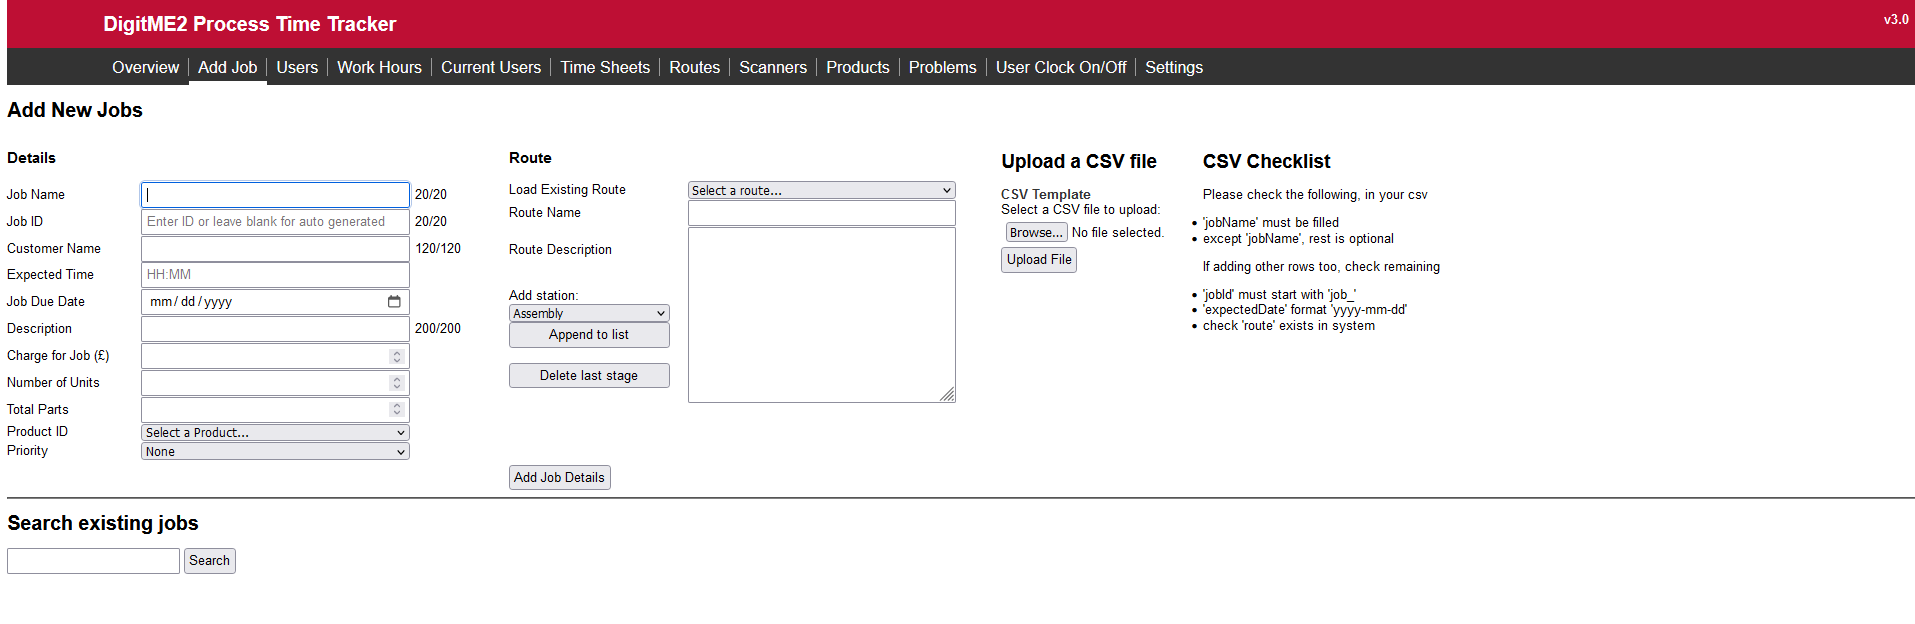 DigitME2 Process Time Tracker
v3.0
Overview
Add Job
Users
Work Hours
Current Users
Time Sheets
Routes
Scanners
Products
Problems
User Clock On/Off
Settings
Add New Jobs
Details
Job Name
20/20
Job ID
Enter ID or leave blank for auto generated
20/20
Customer Name
120/120
Expected Time
HH:MM
Job Due Date
mm/dd/yyyy
Description
200/200
Charge for Job (£)
Number of Units
Total Parts
Product ID
Select a Product...
Priority
None
Route
Load Existing Route
Select a route...
Route Name
Route Description
Add station:
Assembly
Append to list
Delete last stage
Add Job Details
Upload a CSV file
CSV Template
Select a CSV file to upload:
Browse... No file selected.
Upload File
CSV Checklist
Please check the following, in your csv
• 'jobName' must be filled
• except 'jobName', rest is optional
If adding other rows too, check remaining
• 'jobId' must start with 'job_'
• 'expectedDate' format 'yyyy-mm-dd'
• check 'route' exists in system
Search existing jobs
Search